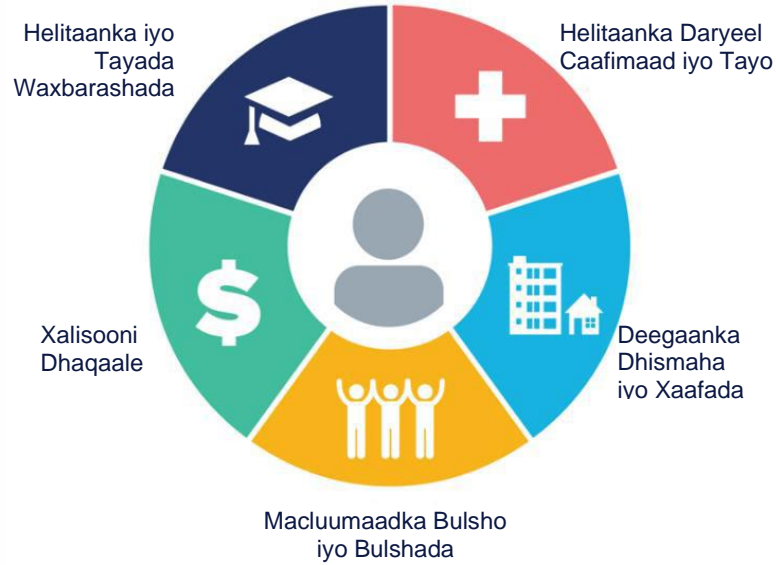 Helitaanka iyo
Tayada
Waxbarashada
Helitaanka Daryeel
Caafimaad iyo Tayo
Xalisooni
Dhaqaale
Deegaanka
Dhismaha
iyo Xaafada
Macluumaadka Bulsho
iyo Bulshada